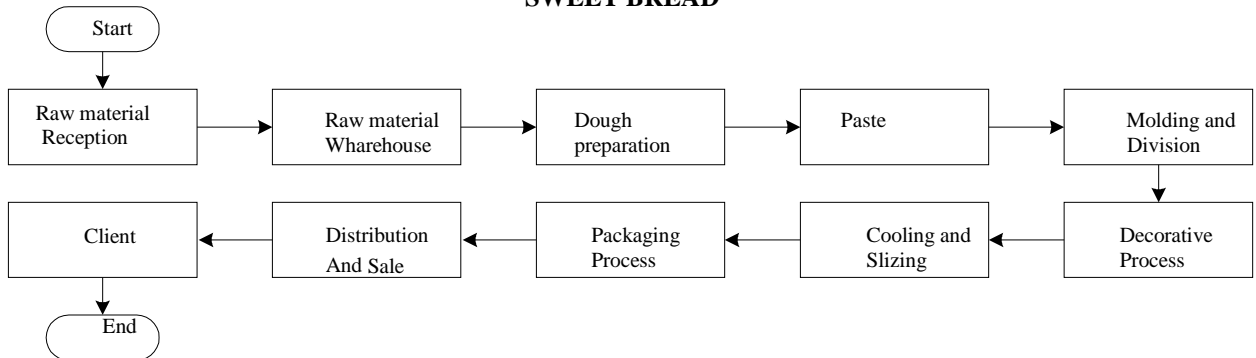 SWEET BREAD
Start
Raw material
Reception
Raw material
Wharehouse
Dough
preparation
Paste
Molding and
Division
Decorative
Process
Cooling and
Slizing
Packaging
Process
Distribution
And Sale
Client
End